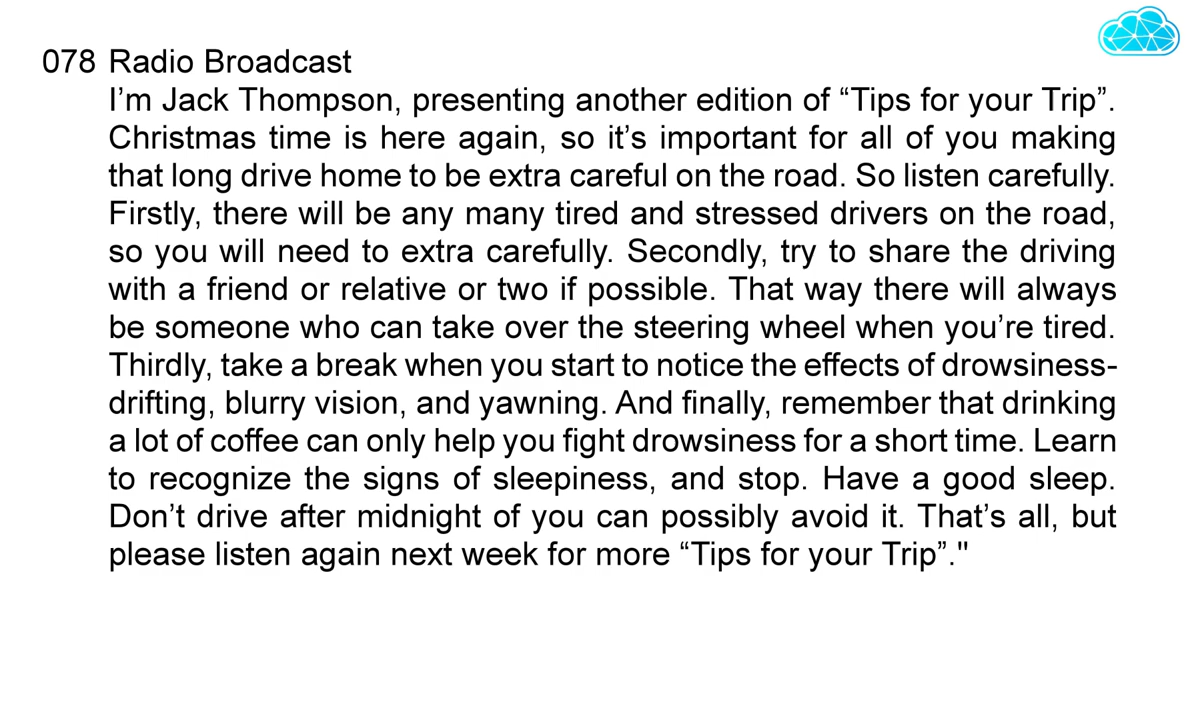 078 Radio Broadcast
I’m Jack Thompson, presenting another edition of “Tips for your Trip”.
Christmas time is here again, so it’s important for all of you making
that long drive home to be extra careful on the road. So listen carefully.
Firstly, there will be any many tired and stressed drivers on the road,
so you will need to extra carefully. Secondly, try to share the driving
with a friend or relative or two if possible. That way there will always
be someone who can take over the steering wheel when you’re tired.
Thirdly, take a break when you start to notice the effects of drowsiness-
drifting, blurry vision, and yawning. And finally, remember that drinking
a lot of coffee can only help you fight drowsiness for a short time. Learn
to recognize the signs of sleepiness, and stop. Have a good sleep.
Don’t drive after midnight of you can possibly avoid it. That’s all, but
please listen again next week for more “Tips for your Trip”."